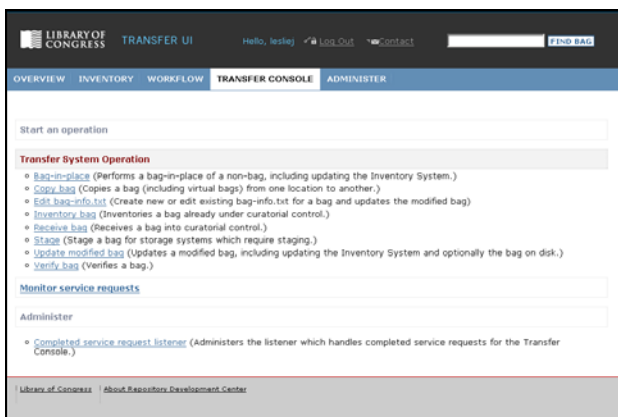 LIBRARY OF CONGRESS
TRANSFER UI
Hello, lesliej Log Out Contact
FIND BAG
OVERVIEW INVENTORY WORKFLOW TRANSFER CONSOLE ADMINISTER
Start an operation
Transfer System Operation
Bag-in-place (Performs a bag-in-place of a non-bag, including updating the Inventory System.)
Copy bag (Copies a bag (including virtual bags) from one location to another.)
Edit bag-info.txt (Create new or edit existing bag-info.txt for a bag and updates the modified bag)
Inventory bag (Inventories a bag already under curatorial control.)
Receive bag (Receives a bag into curatorial control.)
Stage (Stage a bag for storage systems which require staging.)
Update modified bag (Updates a modified bag, including updating the Inventory System and optionally the bag on disk.)
Verify bag (Verifies a bag.)
Monitor service requests
Administer
Completed service request listener (Administers the listener which handles completed service requests for the Transfer
Console.)
Library of Congress About Repository Development Center